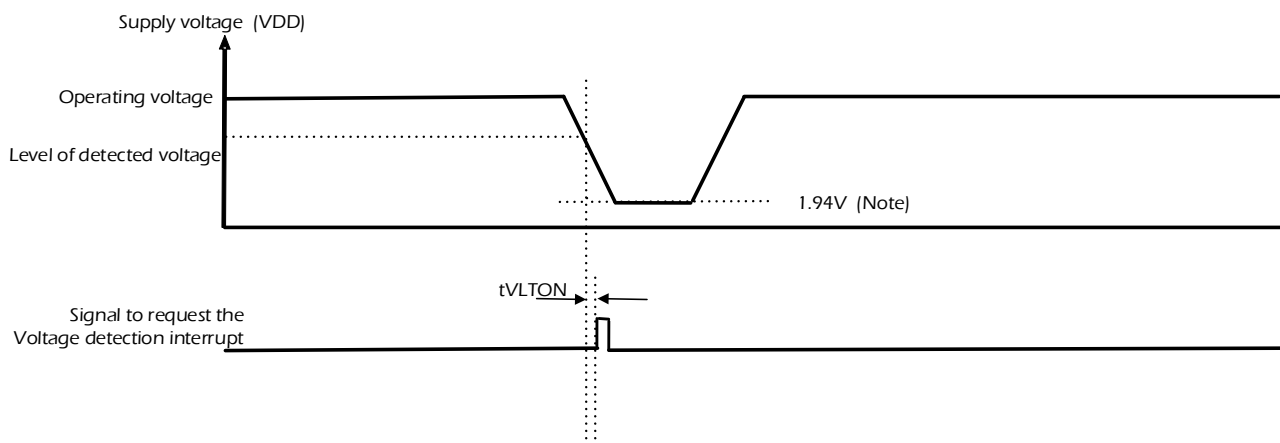 Supply voltage (VDD)
Operating voltage
Level of detected voltage
1.94V (Note)
tVLTON
Signal to request the
Voltage detection interrupt